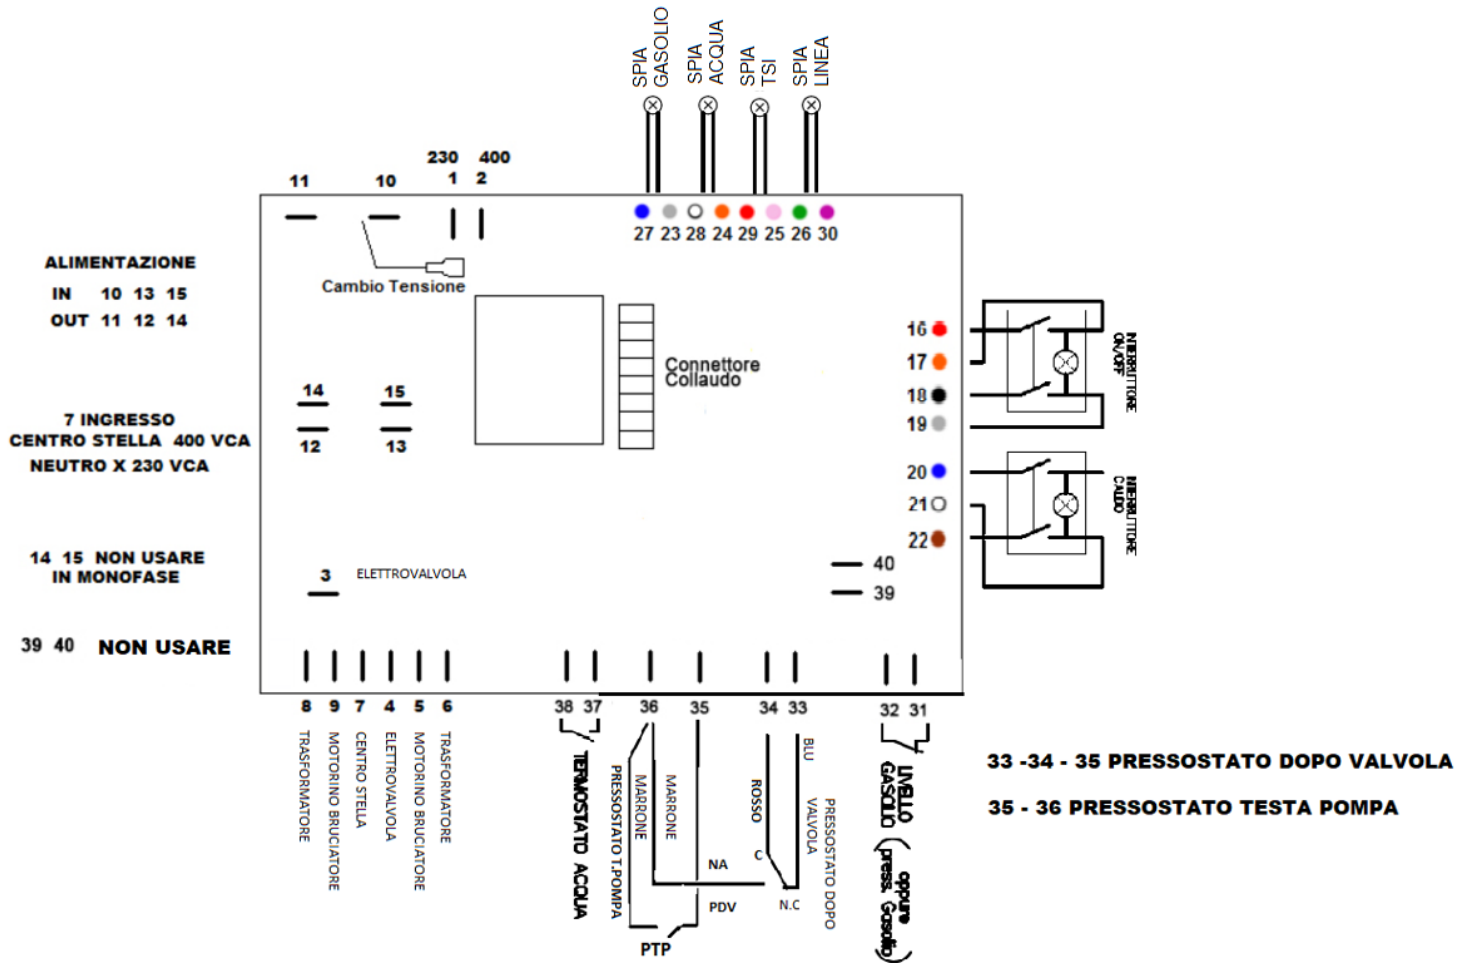 SPIA
GASOLIO
SPIA
ACQUA
SPIA
TSI
SPIA
LINEA
230 400
11 10 1 2
27 23 28 24 29 25 26 30
Cambio Tensione
ALIMENTAZIONE
IN 10 13 15
OUT 11 12 14
Connettore
Collaudo
16
17
18
19
INTERRUTTORE
ON/OFF
14 15
12 13
7 INGRESSO
CENTRO STELLA 400 VCA
NEUTRO X 230 VCA
20
21
22
INTERRUTTORE
CALDO
14 15 NON USARE
IN MONOFASE
3 ELETTROVALVOLA
40
39
39 40 NON USARE
8 9 7 4 5 6
38 37 36 35 34 33 32 31
TRASFORMATORE
MOTORINO BRUCIATORE
CENTRO STELLA
ELETTROVALVOLA
MOTORINO BRUCIATORE
TRASFORMATORE
TERMOSTATO ACQUA
PRESSOSTATO T.POMPA
MARRONE
MARRONE
NA
PDV
PTP
ROSSO
C
N.C
BLU
PRESSOSTATO DOPO
VALVOLA
LIVELLO
GASOLIO
( oppure
press. Gasolio)
33 -34 - 35 PRESSOSTATO DOPO VALVOLA
35 - 36 PRESSOSTATO TESTA POMPA